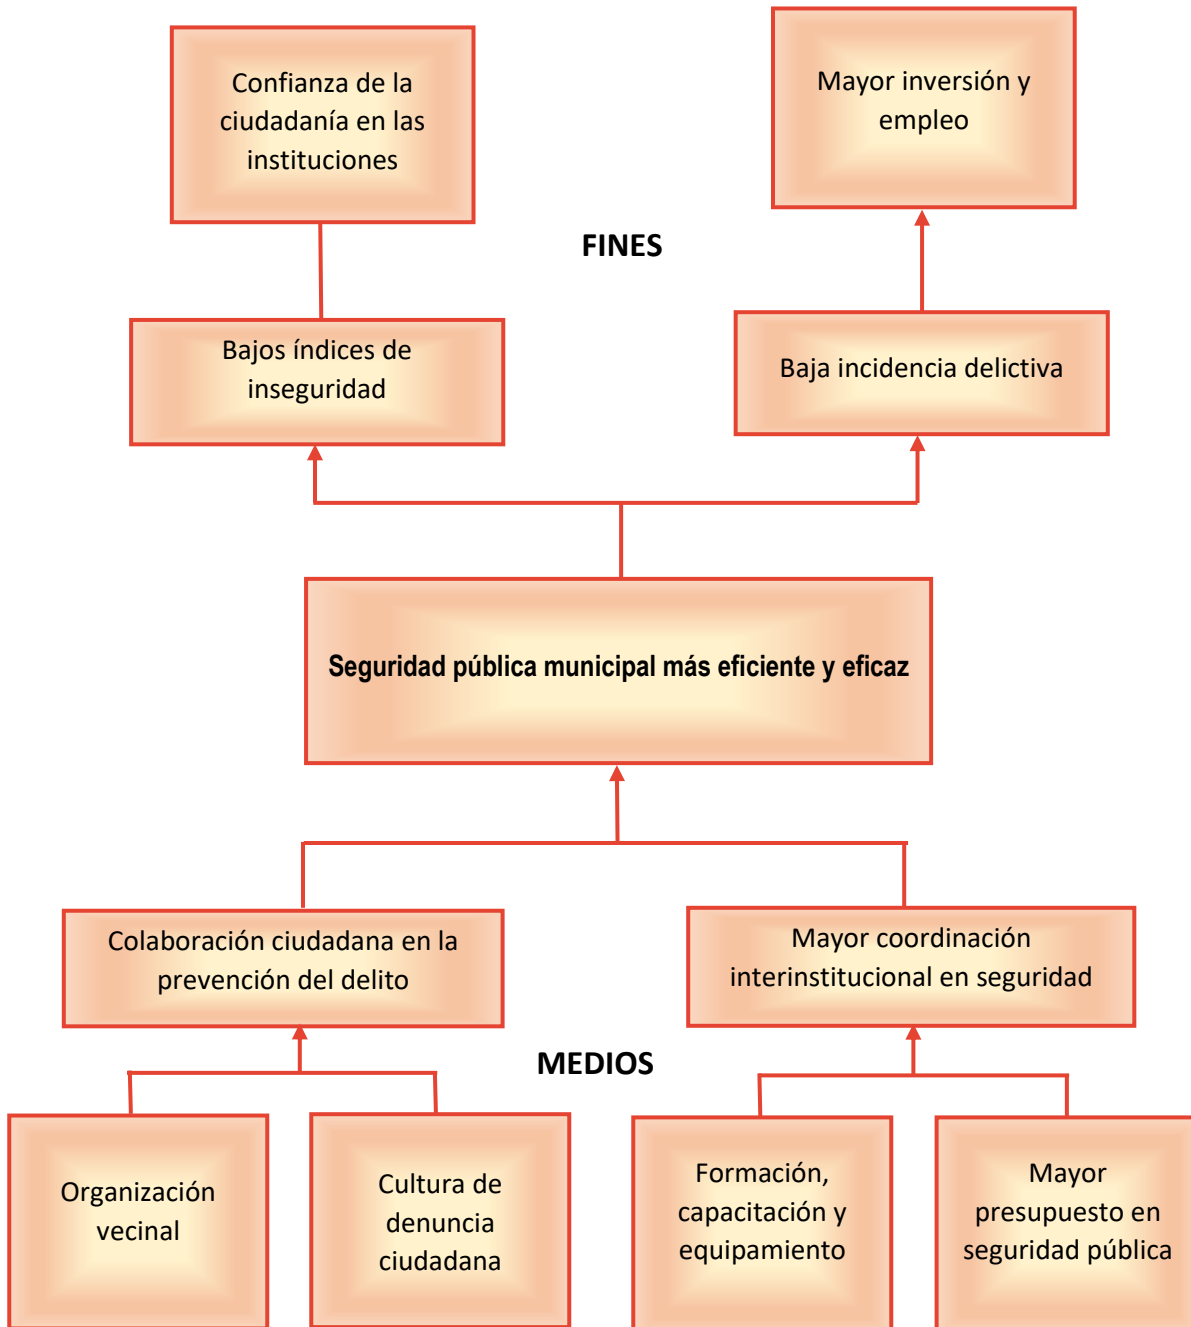 Confianza de la
ciudadanía en las
instituciones
Mayor inversión y
empleo
FINES
Bajos índices de
inseguridad
Baja incidencia delictiva
Seguridad pública municipal más eficiente y eficaz
Colaboración ciudadana en la
prevención del delito
Mayor coordinación
interinstitucional en seguridad
MEDIOS
Organización
vecinal
Cultura de
denuncia
ciudadana
Formación,
capacitación y
equipamiento
Mayor
presupuesto en
seguridad pública